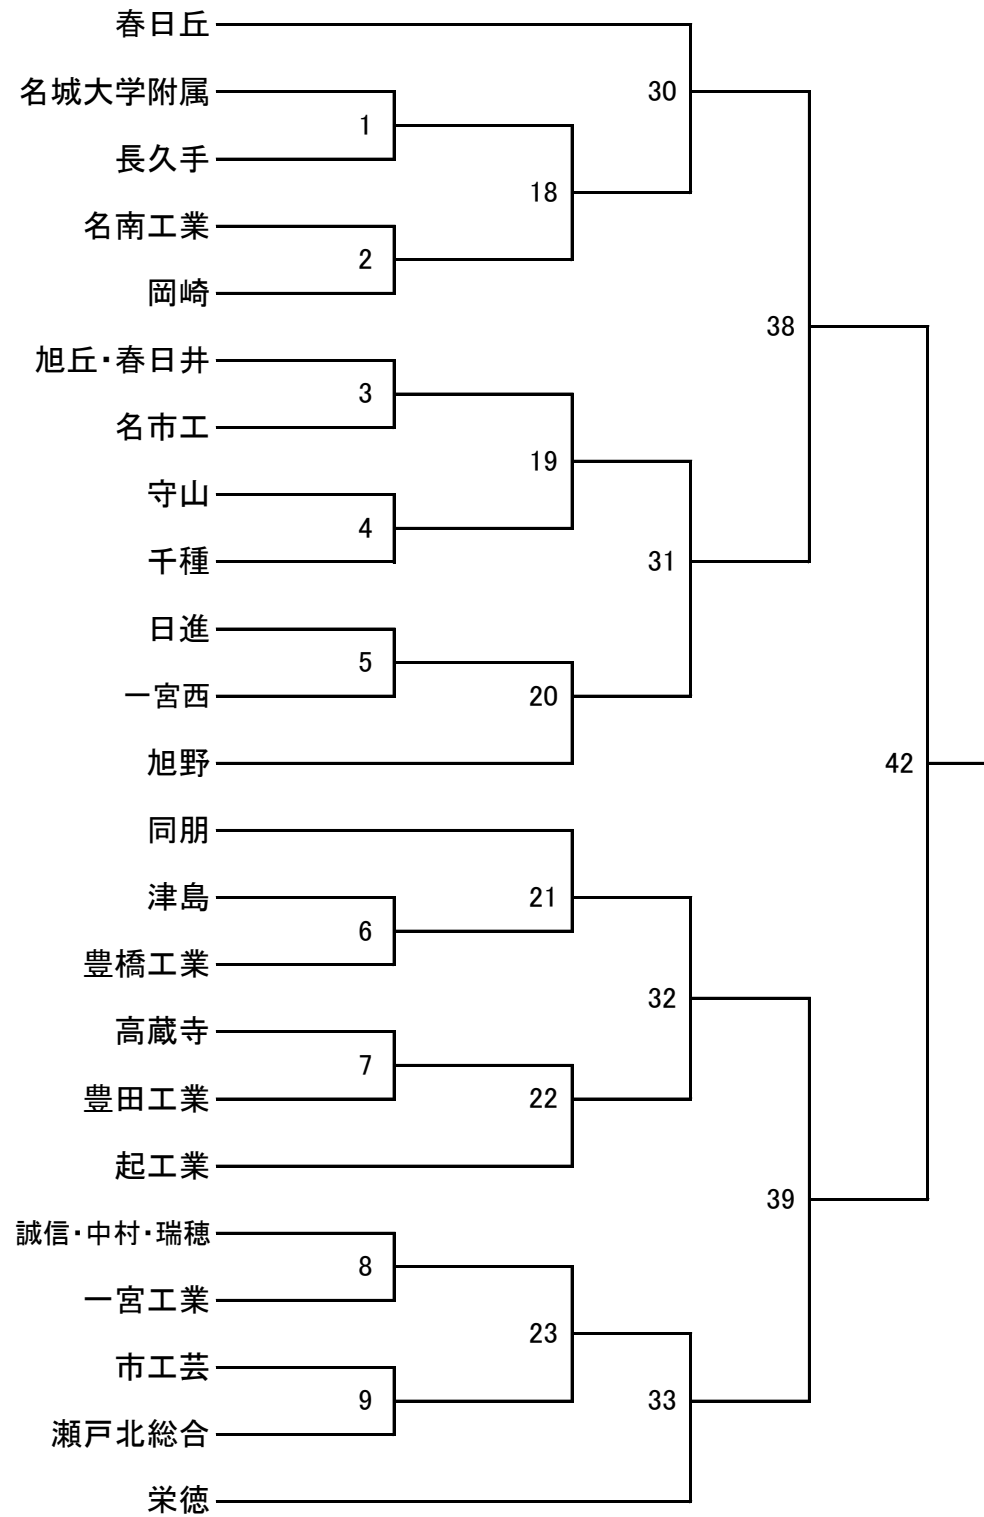 春日丘
30
名城大学附属
1
長久手
18
名南工業
2
岡崎
38
旭丘・春日井
3
名市工
19
守山
4
千種
31
日進
5
一宮西
20
旭野
42
同朋
21
津島
6
豊橋工業
32
高蔵寺
7
豊田工業
22
起工業
39
誠信・中村・瑞穂
8
一宮工業
23
市工芸
9
33
瀬戸北総合
栄徳